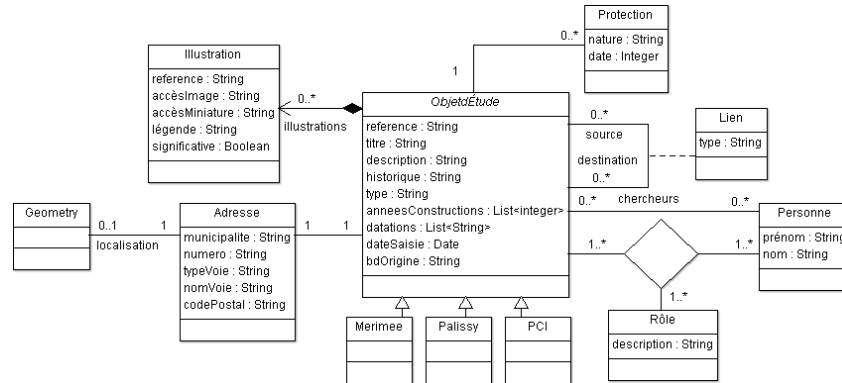 Protection
nature : String
date : Integer
0..*
1
Illustration
reference : String
accèsImage : String
accèsMiniature : String
légende : String
significative : Boolean
0..*
illustrations
ObjetdÉtude
reference : String
titre : String
description : String
historique : String
type : String
anneesConstructions : List<integer>
datations : List<String>
dateSaisie : Date
bdOrigine : String
0..*
source
destination
0..*
Lien
type : String
Geometry
0..1
1
localisation
Adresse
municipalite : String
numero : String
typeVoie : String
nomVoie : String
codePostal : String
1
1
0..*
chercheurs
0..*
Personne
prénom : String
nom : String
1..*
1..*
1..*
Rôle
description : String
Merimee
Palissy
PCI